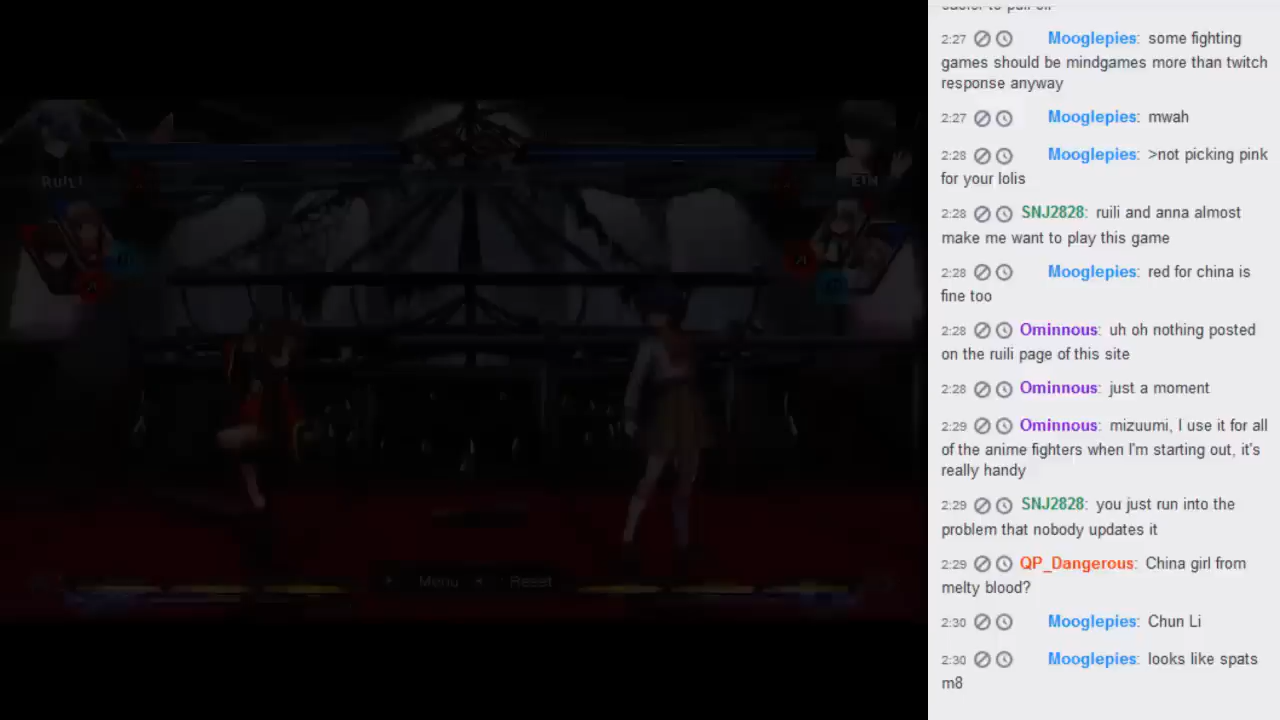 RUILI
EIN
Menu
Reset
2:27 Mooglepies: some fighting
games should be mindgames more than twitch
response anyway
2:27 Mooglepies: mwah
2:28 Mooglepies: >not picking pink
for your lolis
2:28 SNJ2828: ruili and anna almost
make me want to play this game
2:28 Mooglepies: red for china is
fine too
2:28 Ominnous: uh oh nothing posted
on the ruili page of this site
2:28 Ominnous: just a moment
2:29 Ominnous: mizuumi, I use it for all
of the anime fighters when I'm starting out, it's
really handy
2:29 SNJ2828: you just run into the
problem that nobody updates it
2:29 QP_Dangerous: China girl from
melty blood?
2:30 Mooglepies: Chun Li
2:30 Mooglepies: looks like spats
m8